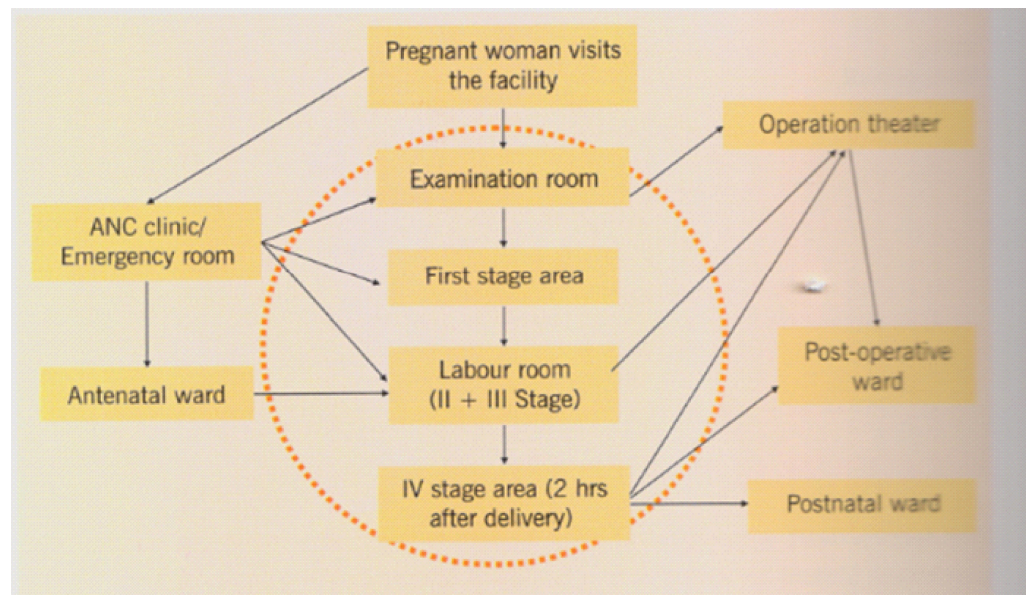 Pregnant woman visits
the facility
Operation theater
Examination room
ANC clinic/
Emergency room
First stage area
Post-operative
ward
Labour room
(II + III Stage)
Antenatal ward
IV stage area (2 hrs
after delivery)
Postnatal ward